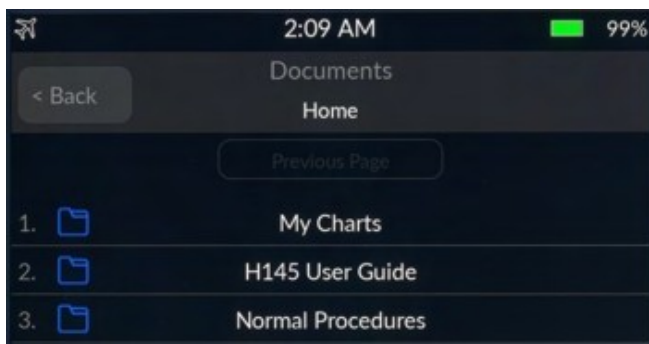 2:09 AM 99%
Documents
< Back
Home
Previous Page
1. My Charts
2. H145 User Guide
3. Normal Procedures